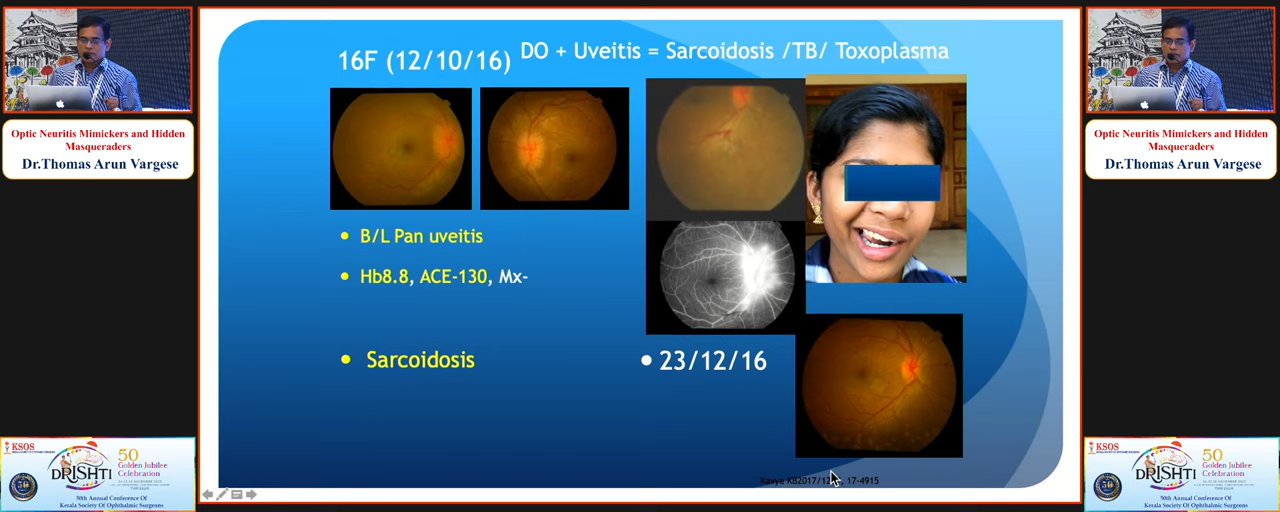 Optic Neuritis Mimickers and Hidden
Masqueraders
Dr.Thomas Arun Vargese
KSOS
DRISHTI
50
Golden Jubilee
Celebration
50th Annual Conference Of
Kerala Society Of Ophthalmic Surgeons
16F (12/10/16)
DO + Uveitis = Sarcoidosis /TB/ Toxoplasma
• B/L Pan uveitis
• Hb8.8, ACE-130, Mx-
• Sarcoidosis
• 23/12/16
17-4915
Optic Neuritis Mimickers and Hidden
Masqueraders
Dr.Thomas Arun Vargese
KSOS
DRISHTI
50
Golden Jubilee
Celebration
50th Annual Conference Of
Kerala Society Of Ophthalmic Surgeons